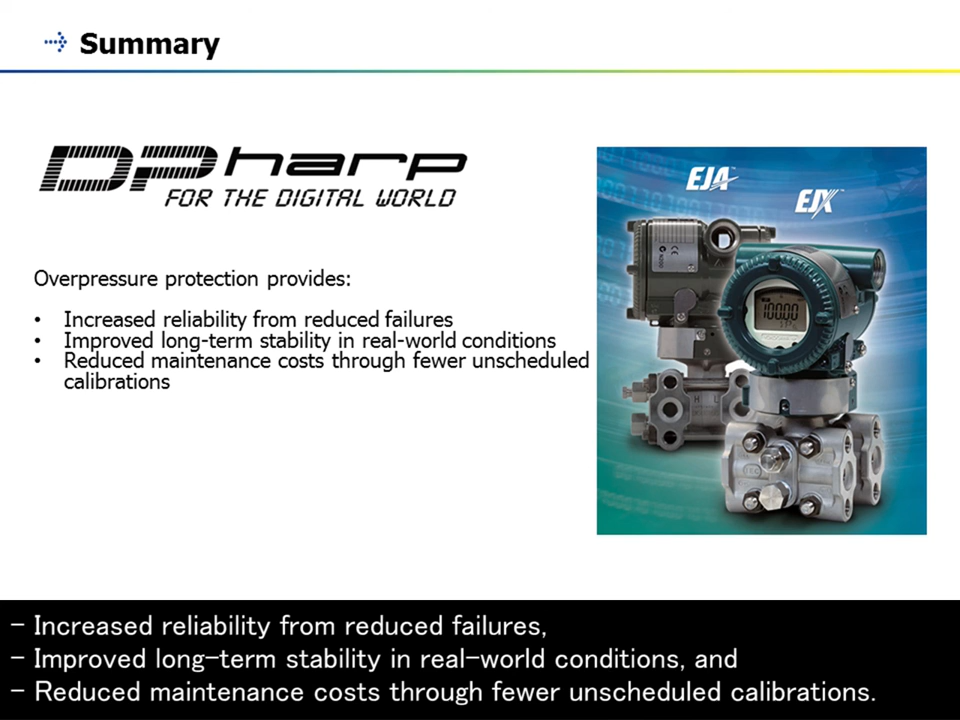 Summary
DPharp
FOR THE DIGITAL WORLD
EJA™
EJX™
100.00
H L
Overpressure protection provides:
• Increased reliability from reduced failures
• Improved long-term stability in real-world conditions
• Reduced maintenance costs through fewer unscheduled
calibrations
- Increased reliability from reduced failures,
- Improved long-term stability in real-world conditions, and
- Reduced maintenance costs through fewer unscheduled calibrations.